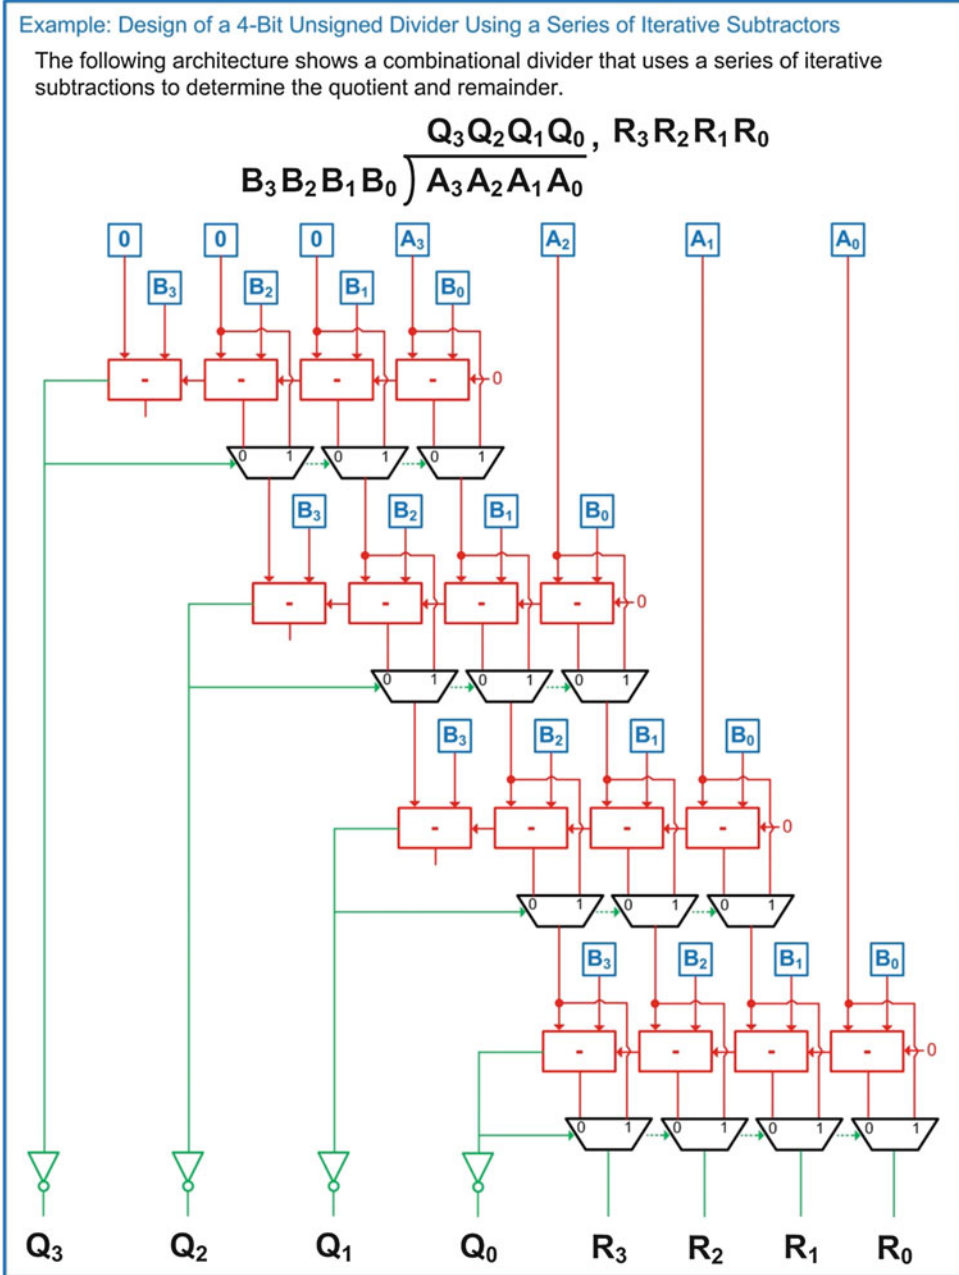 Example: Design of a 4-Bit Unsigned Divider Using a Series of Iterative Subtractors
The following architecture shows a combinational divider that uses a series of iterative
subtractions to determine the quotient and remainder.
Q₃Q₂Q₁Q₀, R₃R₂R₁R₀
B₃B₂B₁B₀ ) A₃A₂A₁A₀
0 0 0 A₃ A₂ A₁ A₀
B₃ B₂ B₁ B₀
- - - - 0
0 1 0 1 0 1
B₃ B₂ B₁ B₀
- - - - 0
0 1 0 1 0 1
B₃ B₂ B₁ B₀
- - - - 0
0 1 0 1 0 1
B₃ B₂ B₁ B₀
- - - - 0
0 1 0 1 0 1 0 1
Q₃ Q₂ Q₁ Q₀ R₃ R₂ R₁ R₀